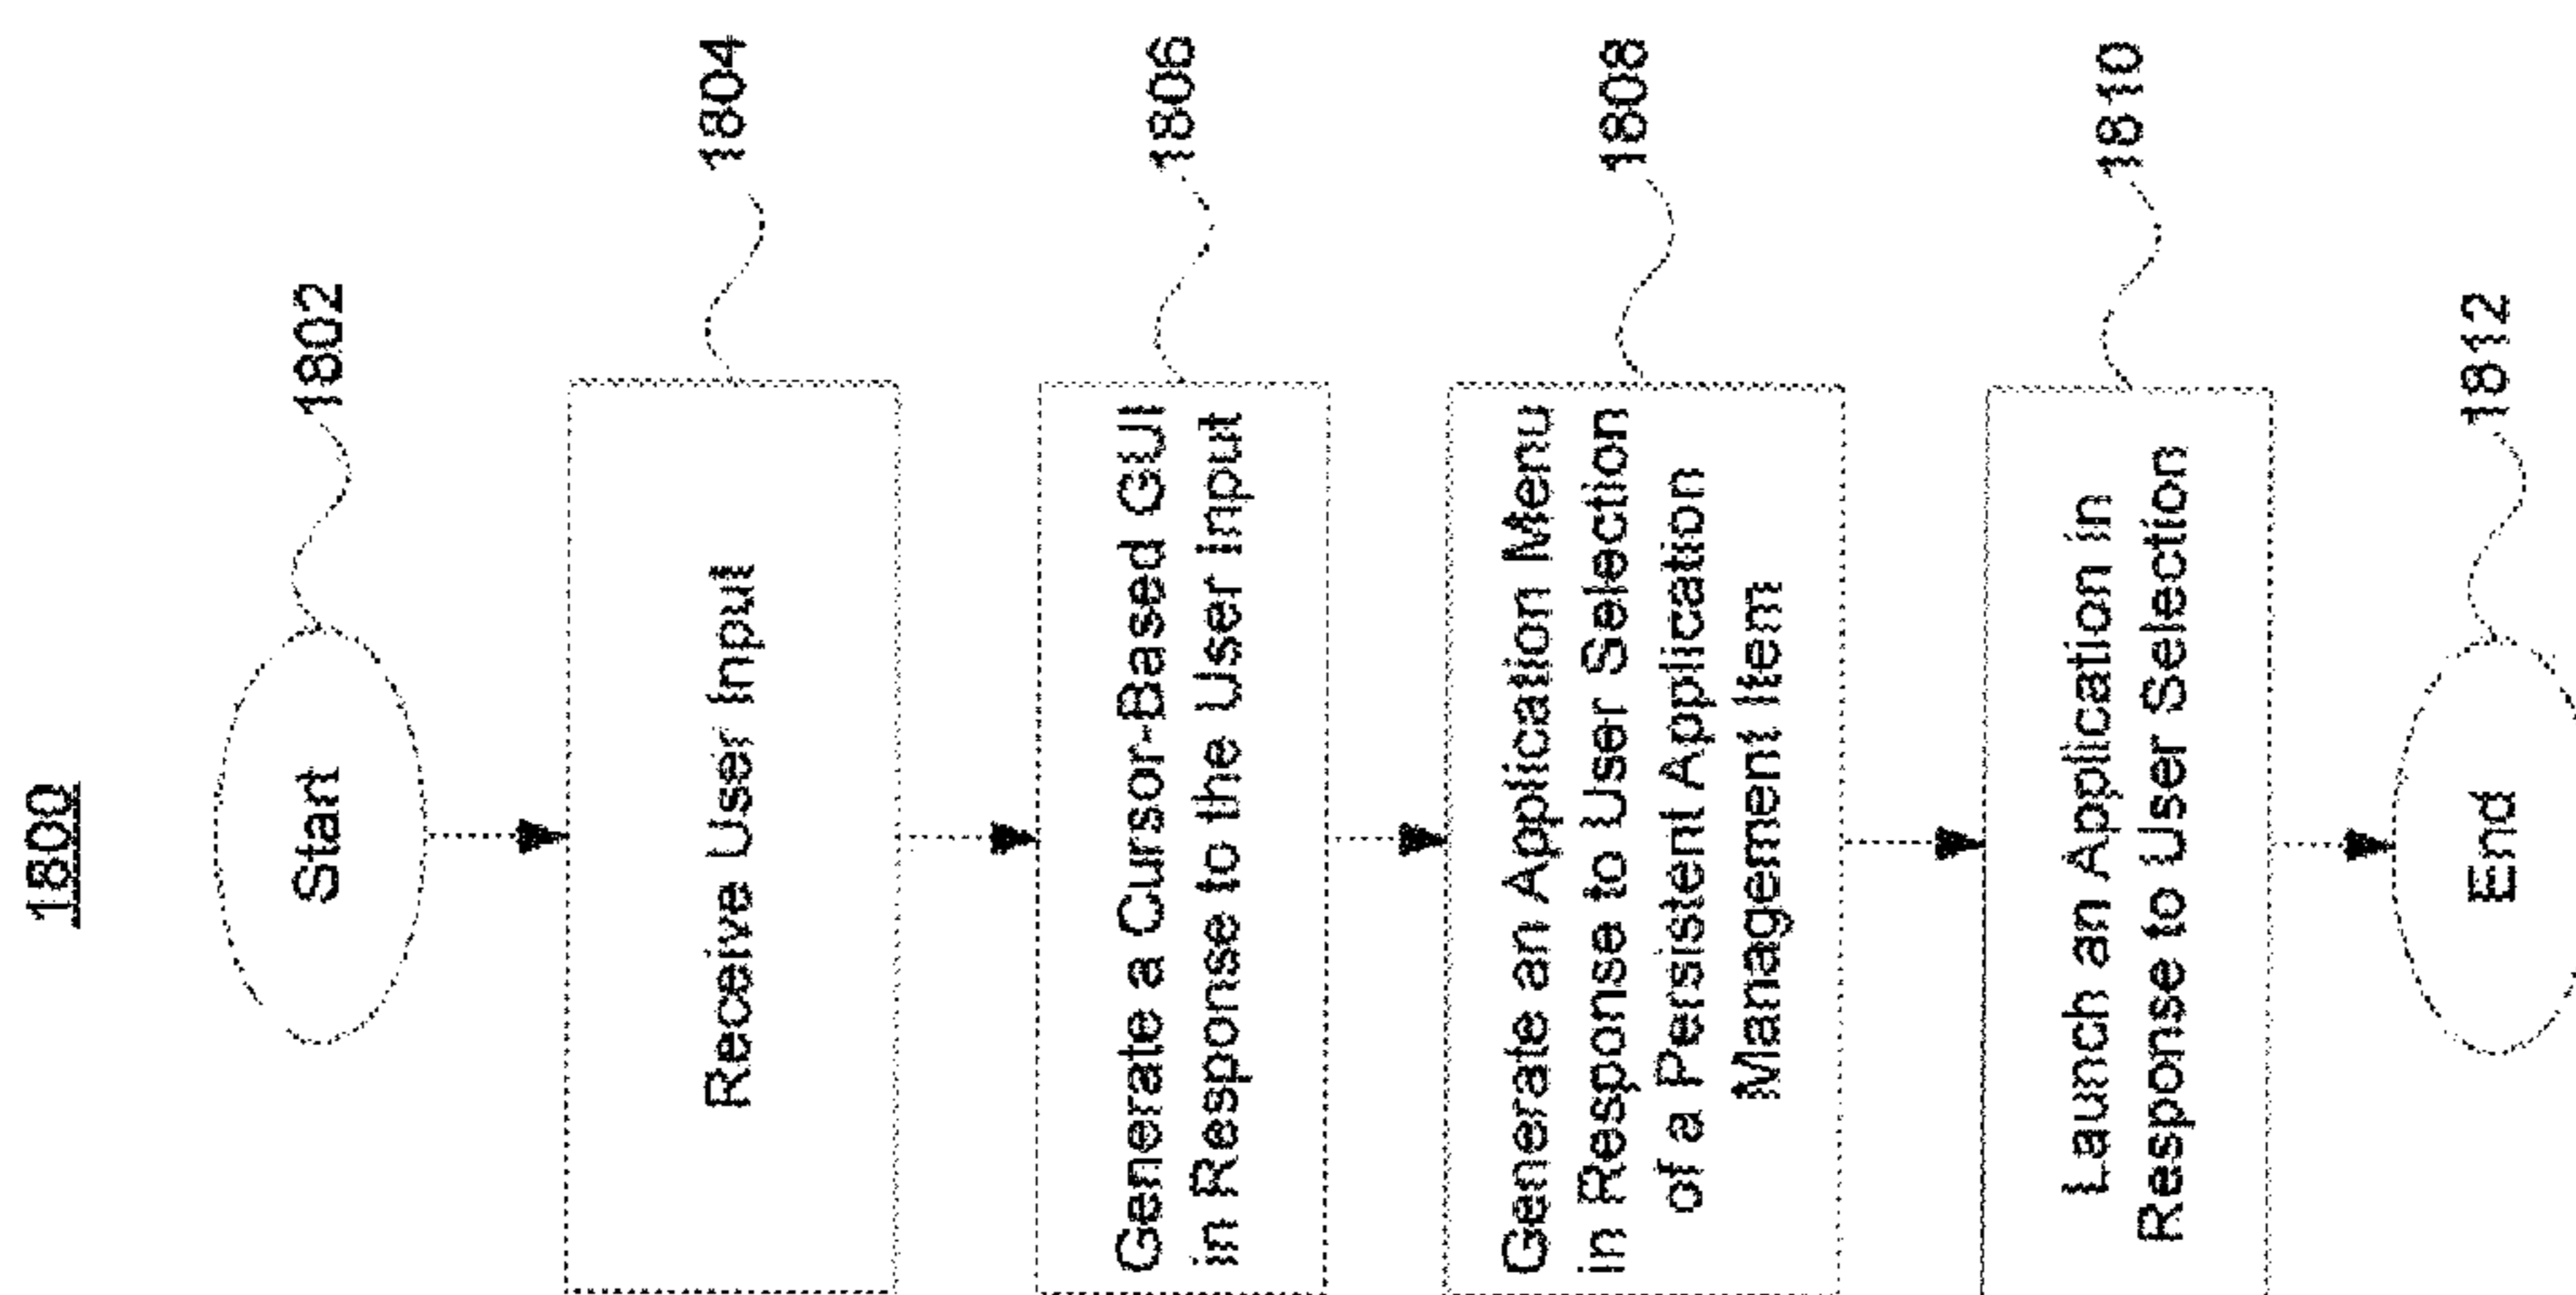 1800
Start
1802
Receive User Input
1804
Generate a Cursor-Based GUI
in Response to the User Input
1806
Generate an Application Menu
in Response to User Selection
of a Persistent Application
Management Item
1808
Launch an Application in
Response to User Selection
1810
End
1812